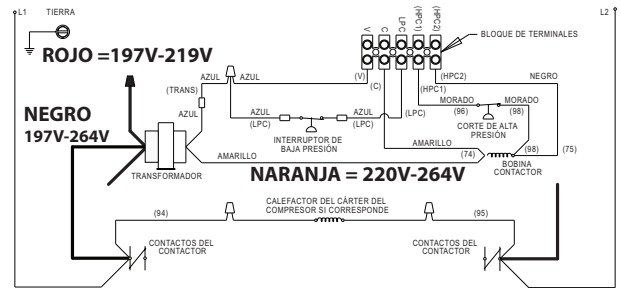 L1 TIERRA L2
V C LPC (HPC1) (HPC2)
BLOQUE DE TERMINALES
ROJO =197V-219V
AZUL AZUL (V) (HPC2) NEGRO
(TRANS) (C) (HPC1)
NEGRO
197V-264V
AZUL
AZUL
(LPC)
AZUL
(LPC)
(LPC)
MORADO
(96)
MORADO
(98)
INTERRUPTOR DE
BAJA PRESIÓN
CORTE DE ALTA
PRESIÓN
AMARILLO AMARILLO
(74) (98) (75)
TRANSFORMADOR
NARANJA = 220V-264V
BOBINA
CONTACTOR
CALEFACTOR DEL CÁRTER DEL
COMPRESOR SI CORRESPONDE
(94) (95)
CONTACTOS DEL
CONTACTOR
CONTACTOS DEL
CONTACTOR